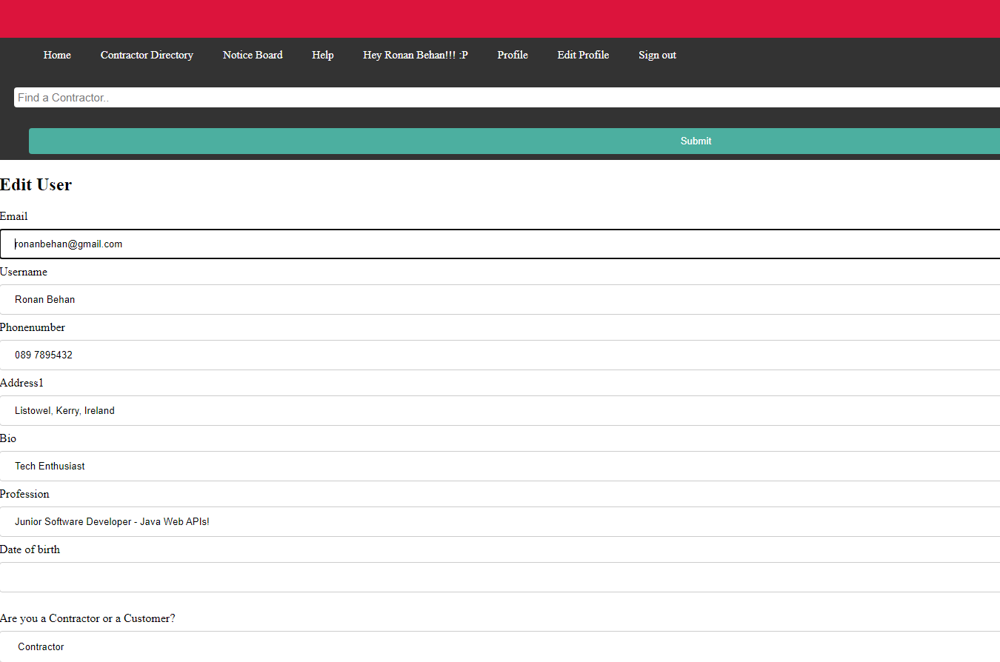 Home Contractor Directory Notice Board Help Hey Ronan Behan!!! :P Profile Edit Profile Sign out
Find a Contractor..
Submit
Edit User
Email
ronanbehan@gmail.com
Username
Ronan Behan
Phonenumber
089 7895432
Address1
Listowel, Kerry, Ireland
Bio
Tech Enthusiast
Profession
Junior Software Developer - Java Web APIs!
Date of birth
Are you a Contractor or a Customer?
Contractor